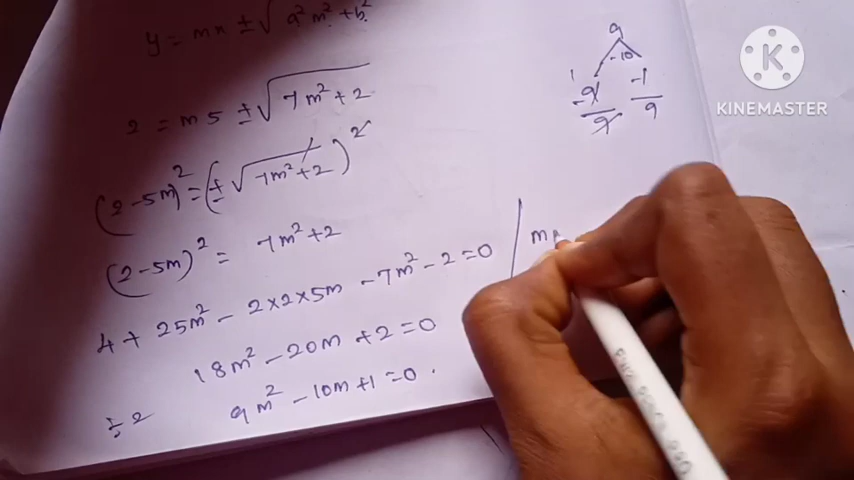 y = mx ± √a²m² + b²
2 = m5 ± √7m² + 2
(2-5m)² = (± √7m² + 2)²
(2-5m)² = 7m² + 2
4 + 25m² - 2×2×5m - 7m² - 2 = 0
18m² - 20m + 2 = 0
÷ 2 9m² - 10m + 1 = 0.
9
-10
1
-9 -1
9 9
m
K
KINEMASTER